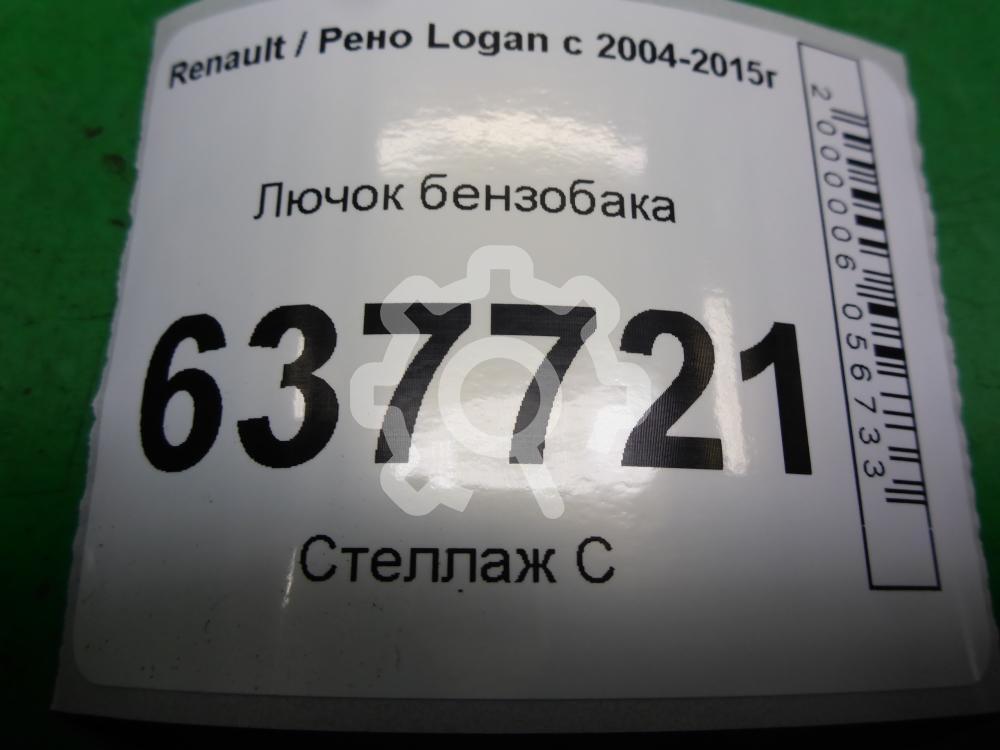 Renault / Рено Logan с 2004-2015г
Лючок бензобака
637721
Стеллаж С
2000006056733